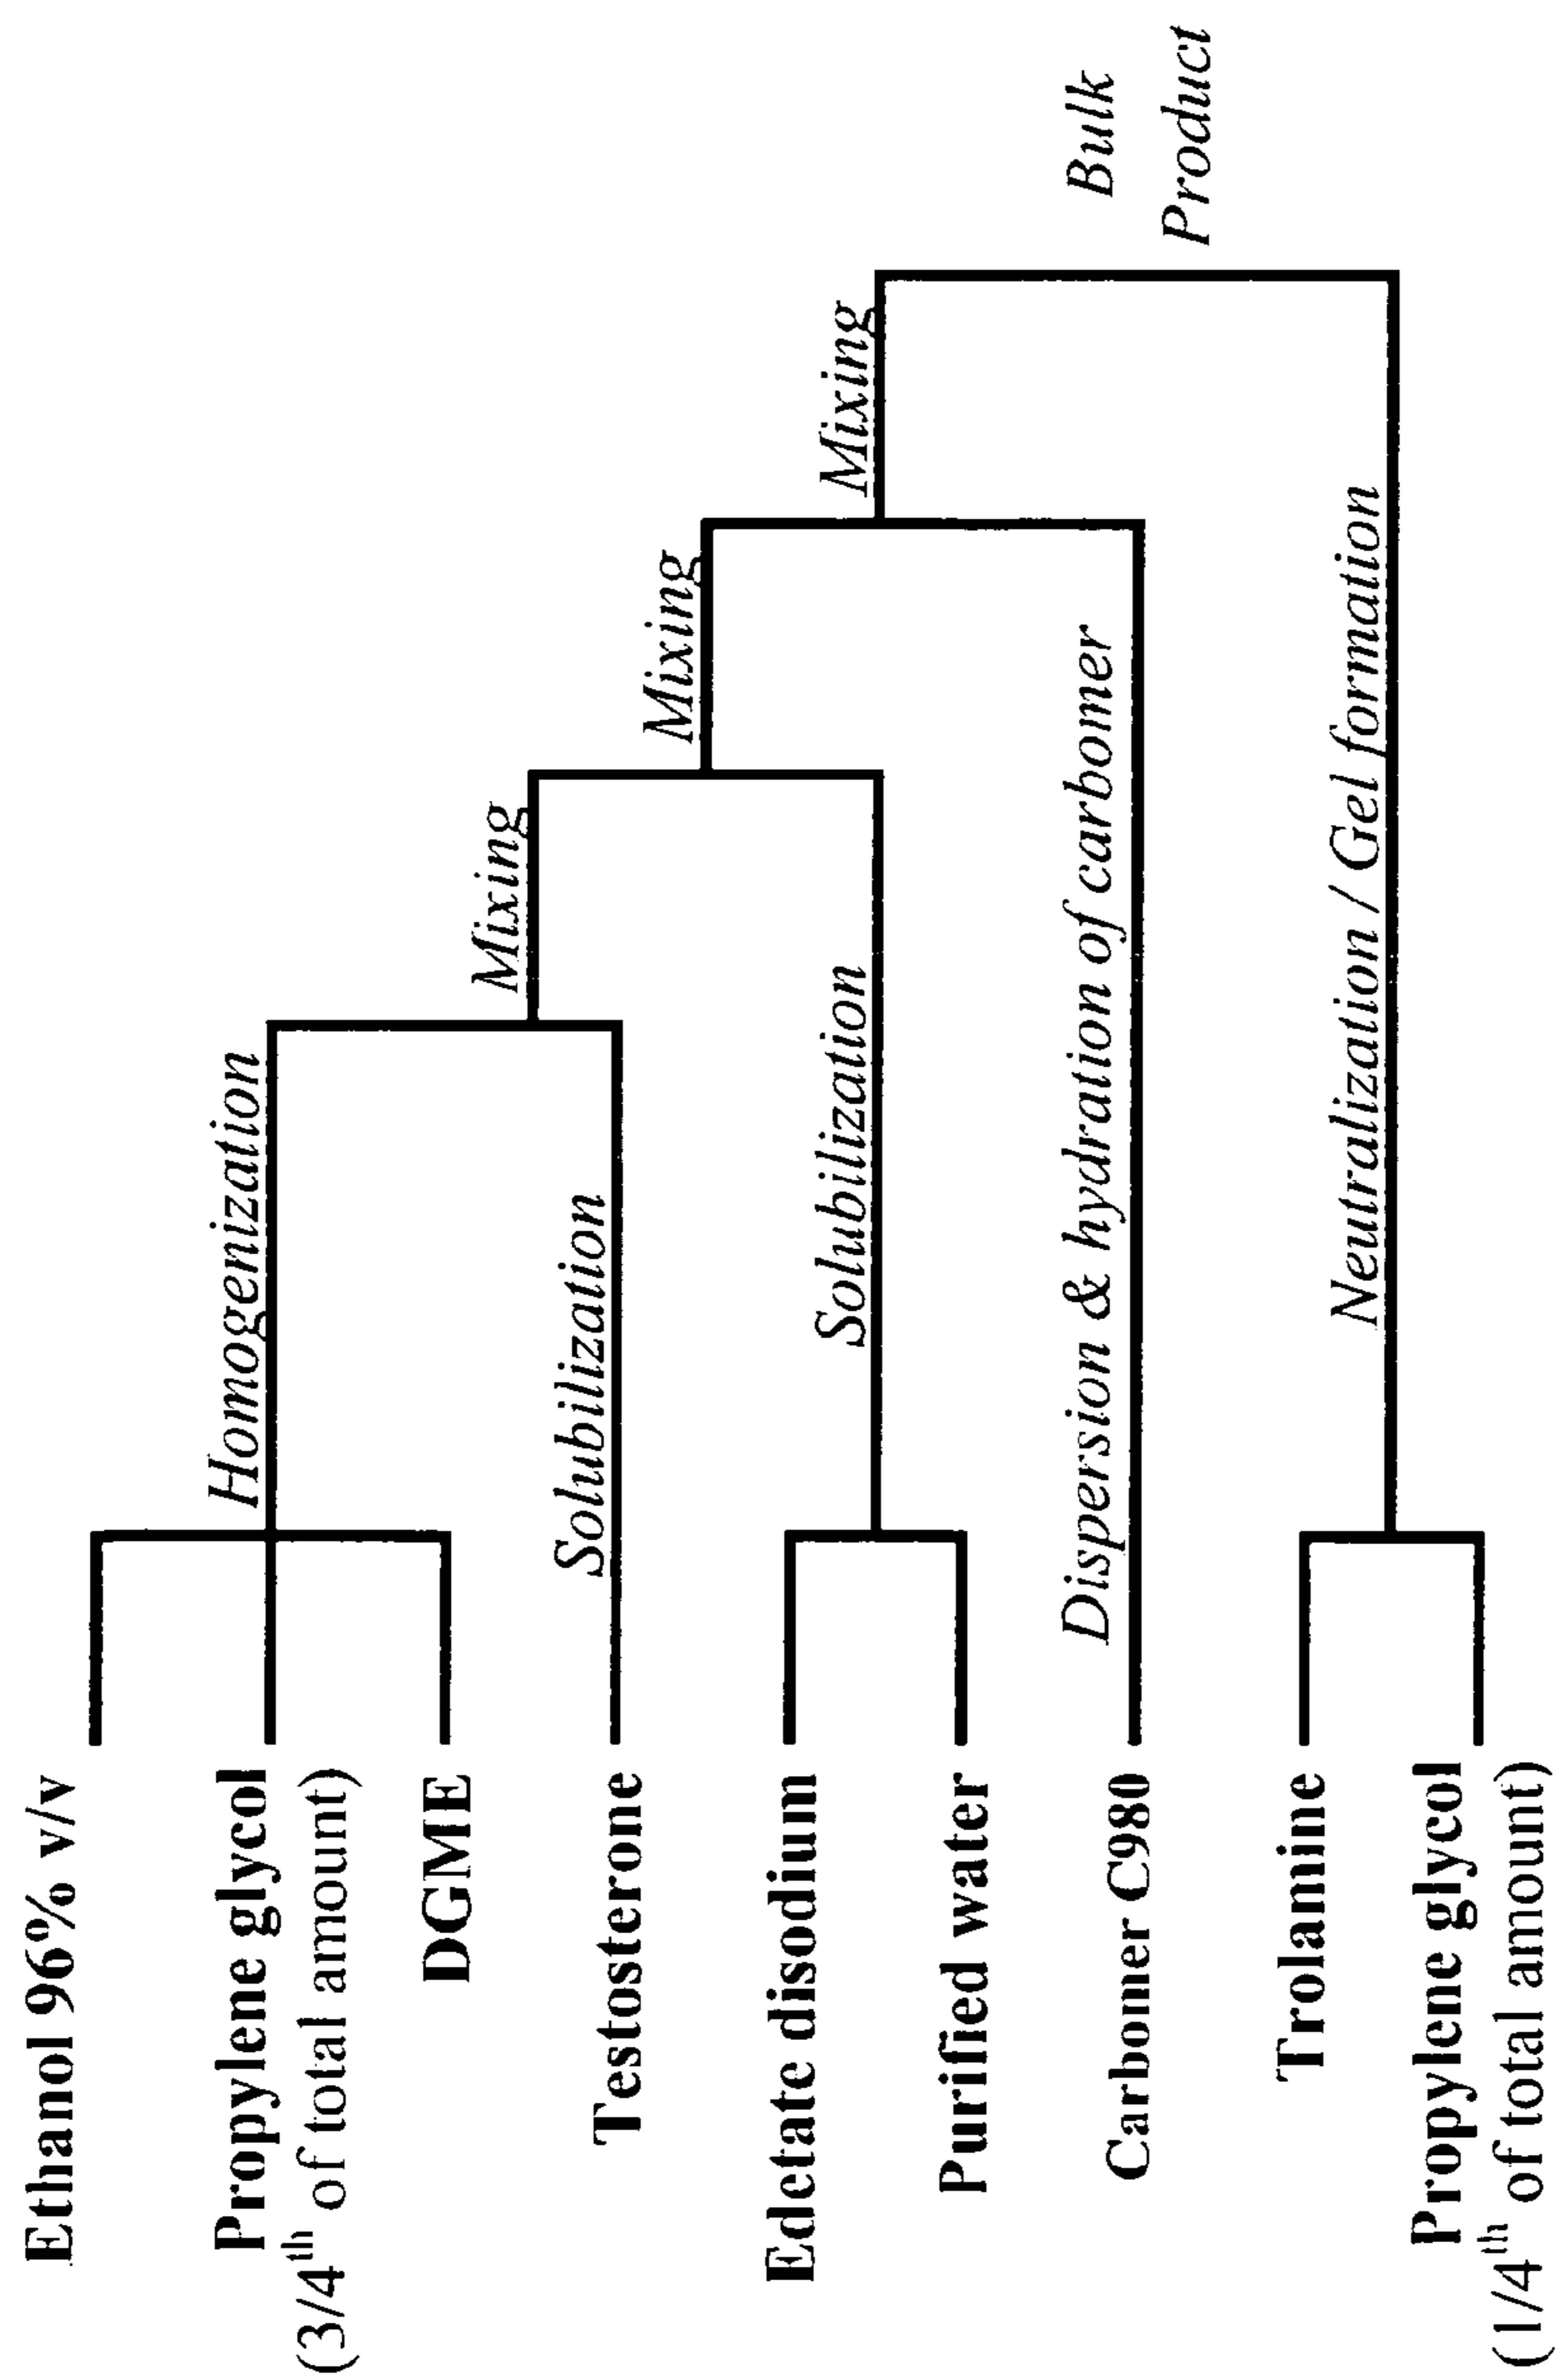 Ethanol 96% v/v
Propylene glycol
(3/4th of total amount)
DGME
Homogenization
Testosterone
Solubilization
Mixing
Edetate disodium
Purified water
Solubilization
Mixing
Carbomer C980
Dispersion & hydration of carbomer
Mixing
Trolamine
Propylene glycol
(1/4th of total amount)
Neutralization / Gel formation
Bulk
Product